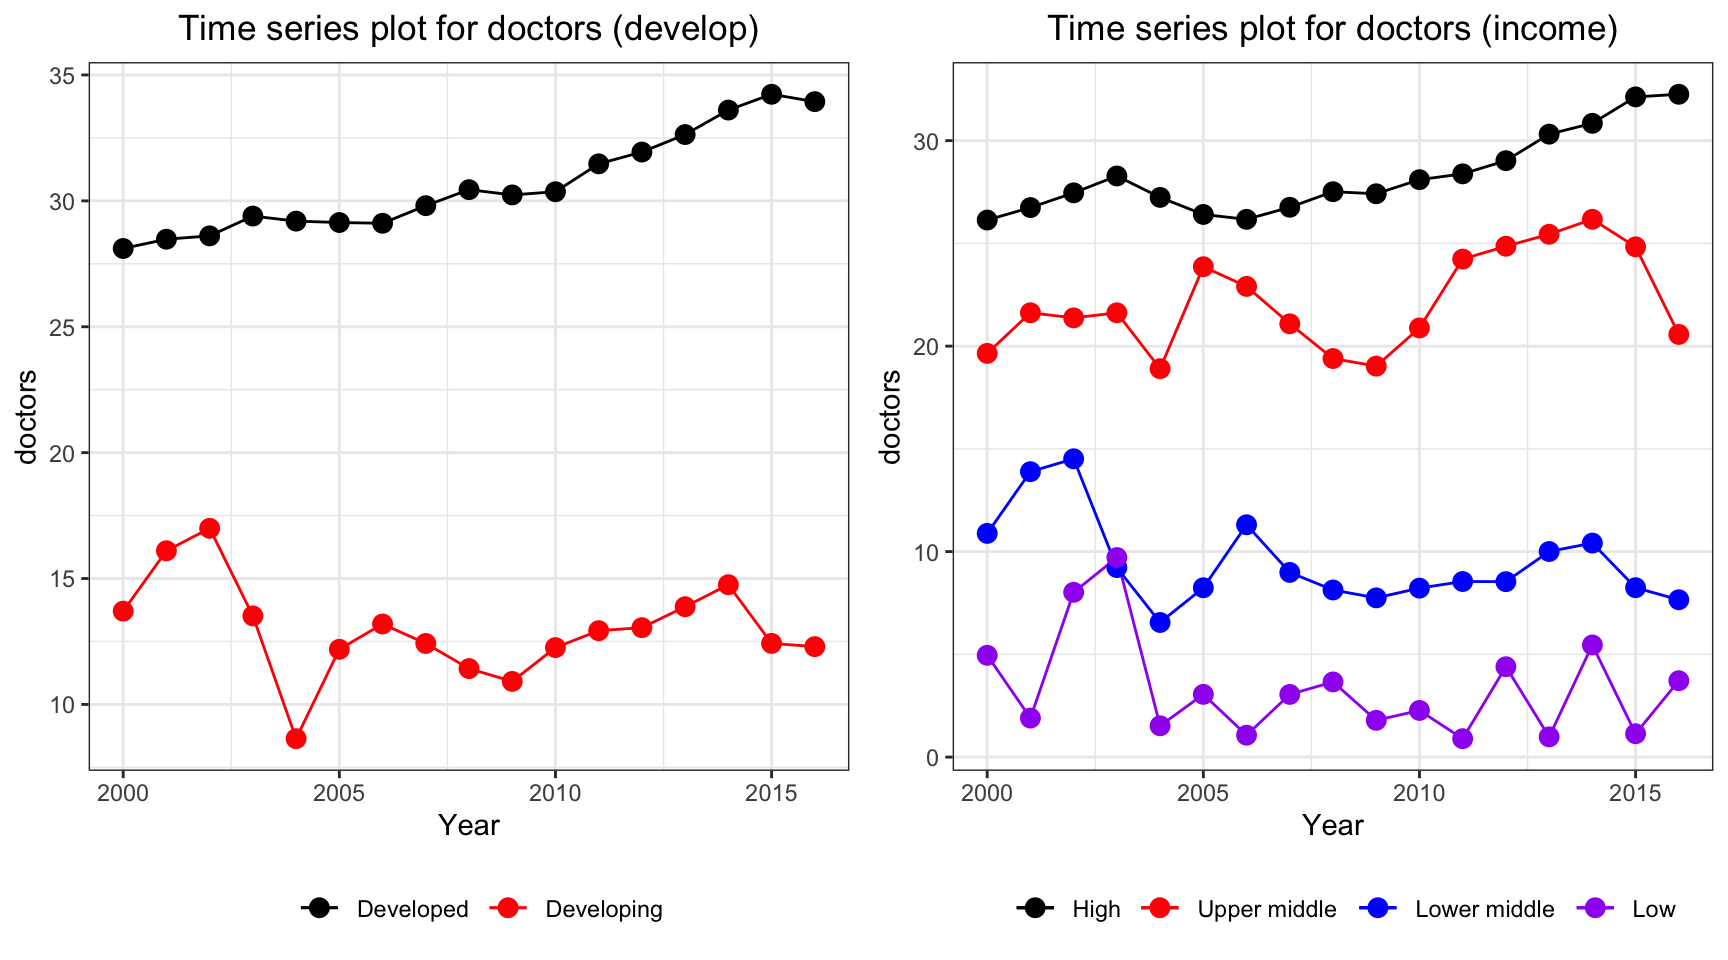 Time series plot for doctors (develop)
35
30
25
20
15
10
doctors
2000 2005 2010 2015
Year
Developed Developing
Time series plot for doctors (income)
30
20
10
0
doctors
2000 2005 2010 2015
Year
High Upper middle Lower middle Low